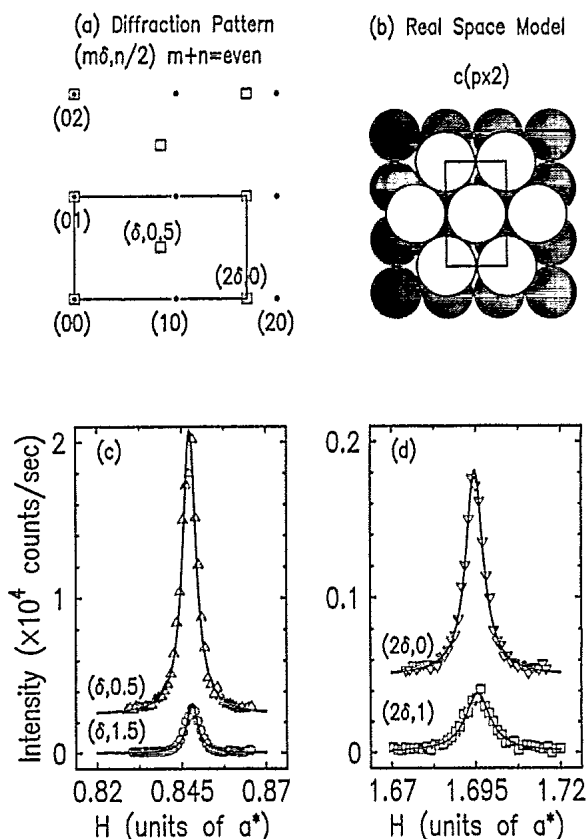 (a) Diffraction Pattern
(mδ,n/2) m+n=even
(02)
(01)
(δ,0.5)
(2δ,0)
(00)
(10)
(20)
(b) Real Space Model
c(px2)
Intensity (×10⁴ counts/sec)
2
1
0
(c)
(δ,0.5)
(δ,1.5)
0.82
0.845
0.87
H (units of a*)
0.2
0.1
0
(d)
(2δ,0)
(2δ,1)
1.67
1.695
1.72
H (units of a*)